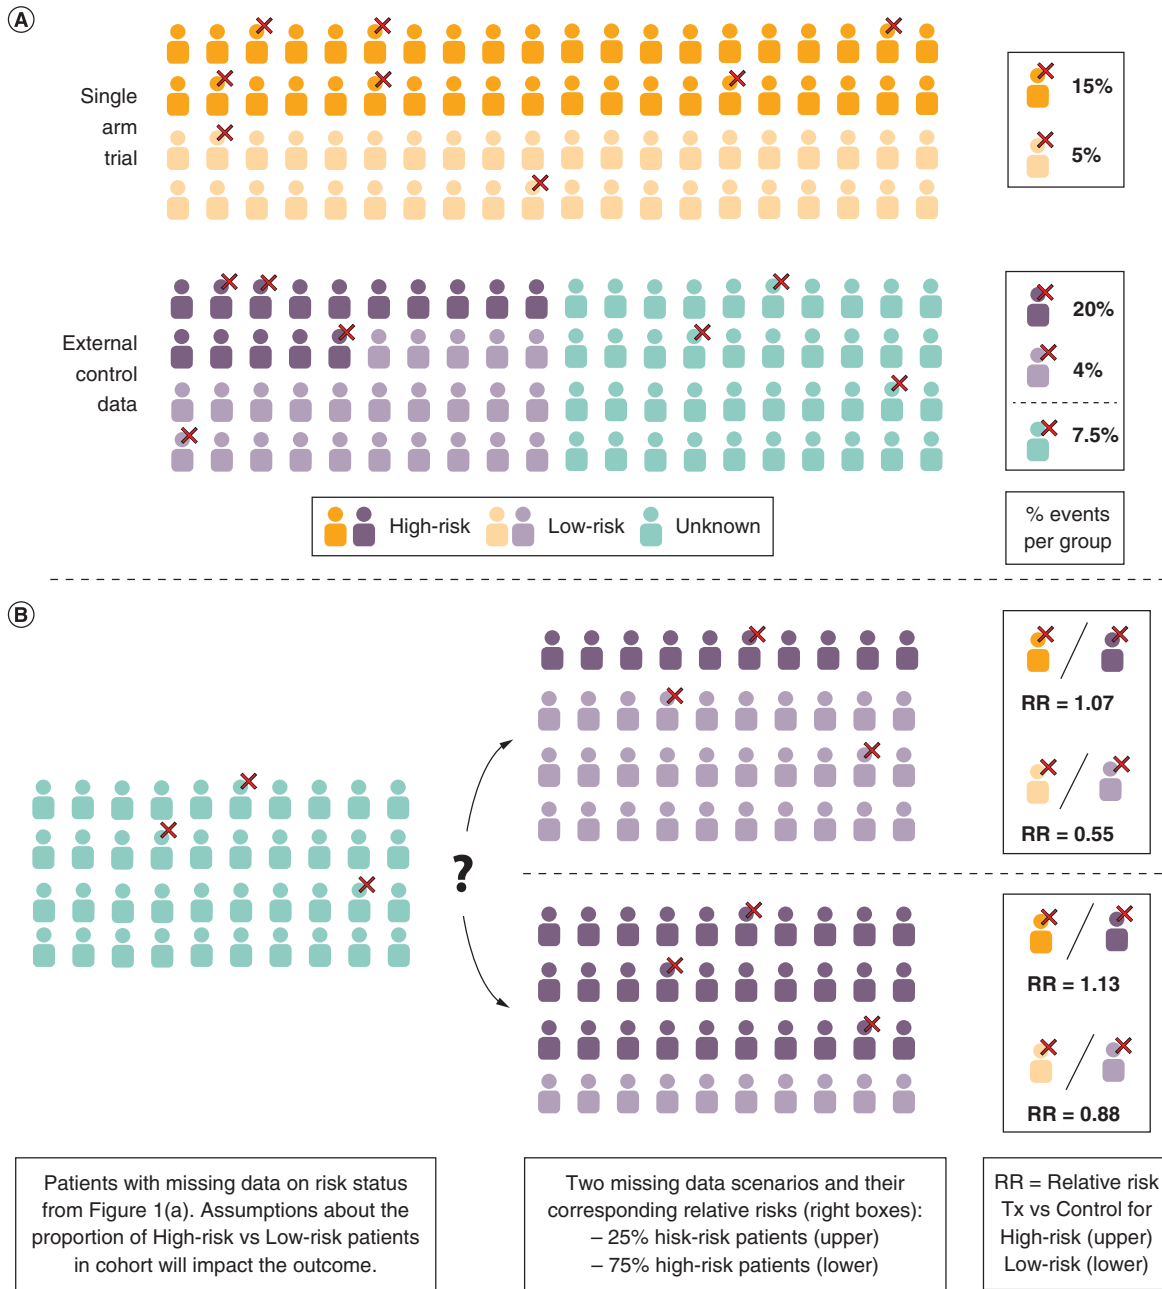 A
Single
arm
trial
15%
5%
External
control
data
20%
4%
7.5%
High-risk
Low-risk
Unknown
% events
per group
B
?
RR = 1.07
RR = 0.55
RR = 1.13
RR = 0.88
Patients with missing data on risk status
from Figure 1(a). Assumptions about the
proportion of High-risk vs Low-risk patients
in cohort will impact the outcome.
Two missing data scenarios and their
corresponding relative risks (right boxes):
– 25% hisk-risk patients (upper)
– 75% high-risk patients (lower)
RR = Relative risk
Tx vs Control for
High-risk (upper)
Low-risk (lower)